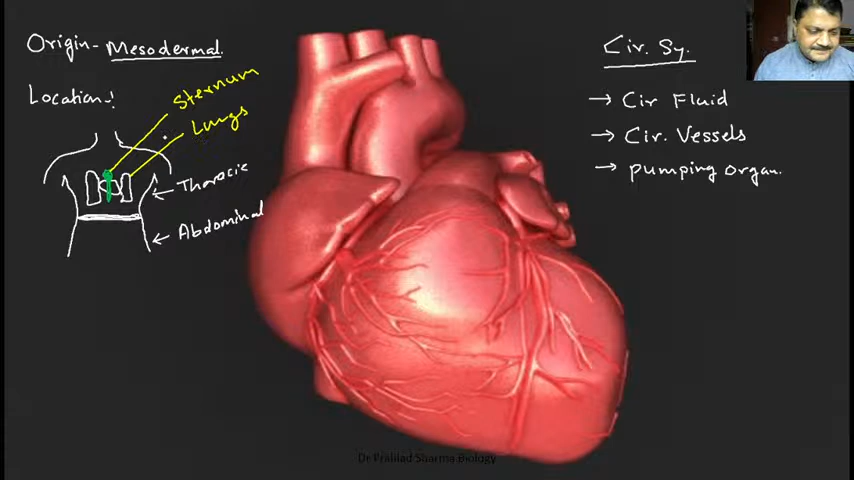 Origin- Mesodermal
Location:
Sternum
Lungs
Thoracic
Abdominal
Cir. Sy.
→ Cir Fluid
→ Cir. Vessels
→ pumping organ.
Dr Prahlad Sharma Biology